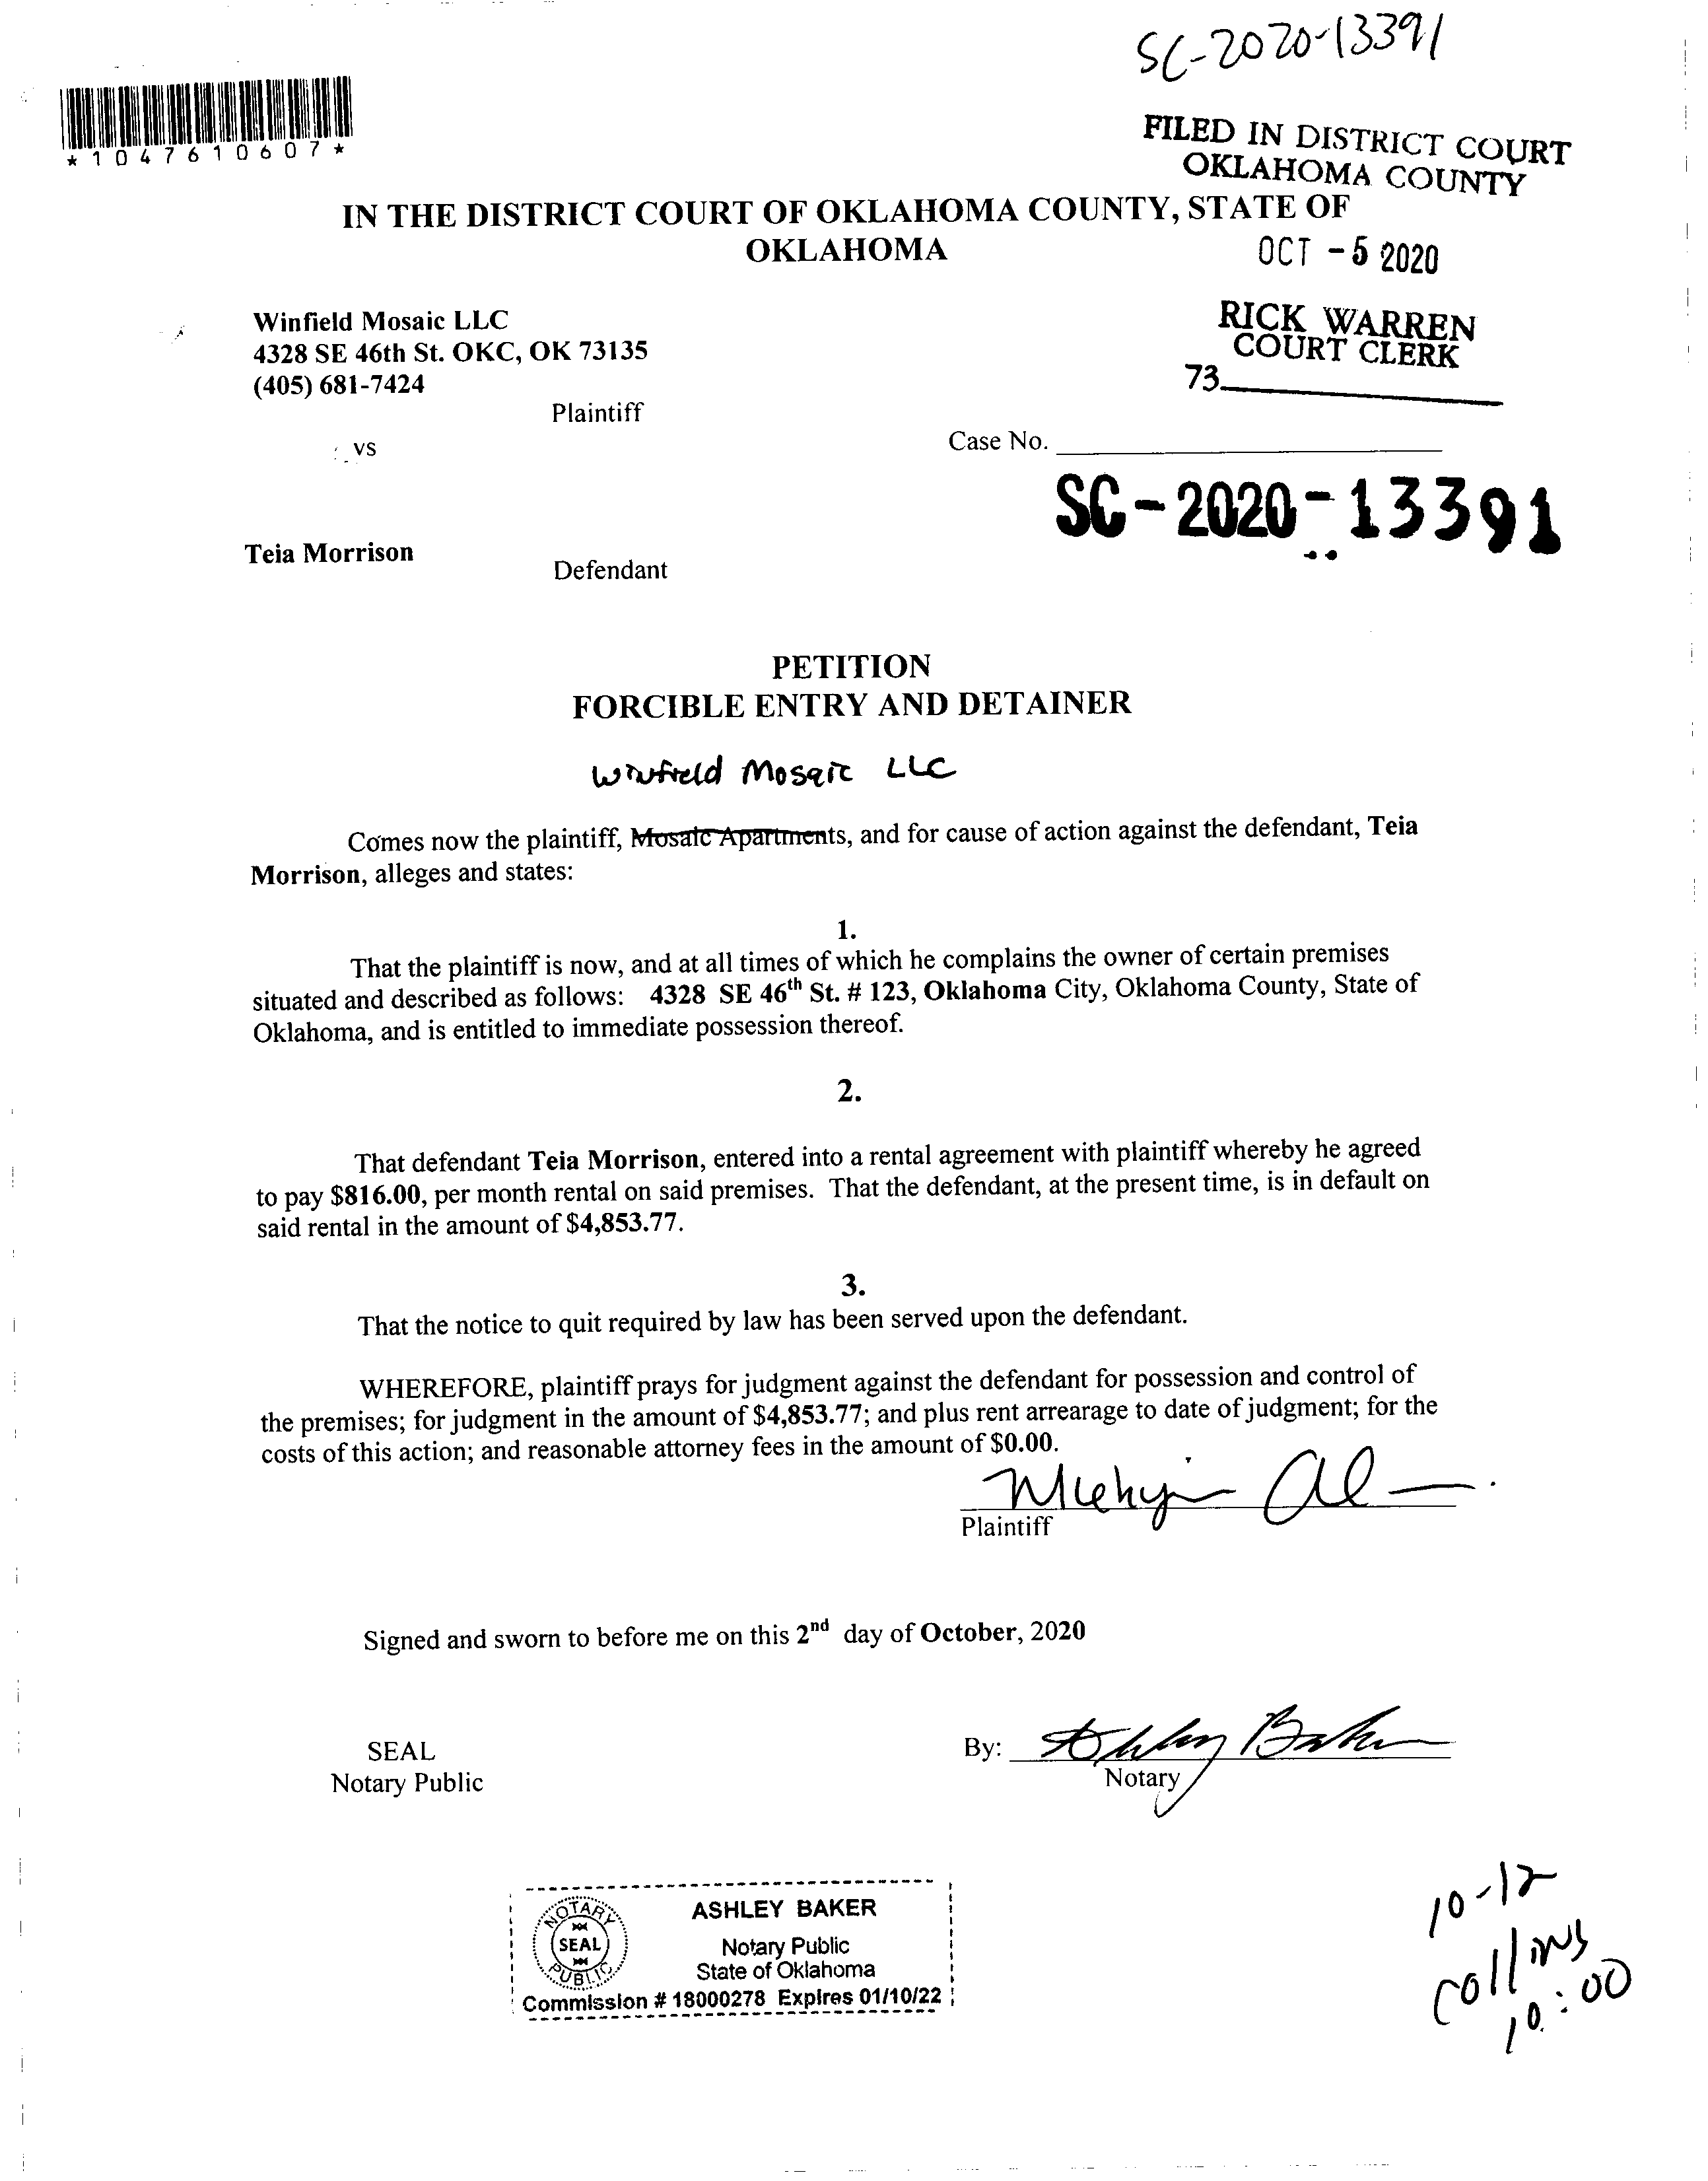 SC-2020-13391
*1047610607*
FILED IN DISTRICT COURT
OKLAHOMA COUNTY
IN THE DISTRICT COURT OF OKLAHOMA COUNTY, STATE OF
OKLAHOMA
OCT -5 2020
Winfield Mosaic LLC
4328 SE 46th St. OKC, OK 73135
(405) 681-7424
RICK WARREN
COURT CLERK
73
Plaintiff
vs
Case No.
SC-2020-13391
Teia Morrison
Defendant
PETITION
FORCIBLE ENTRY AND DETAINER
Winfield Mosaic LLC
Comes now the plaintiff, Mosaic Apartments, and for cause of action against the defendant, Teia
Morrison, alleges and states:
1.
That the plaintiff is now, and at all times of which he complains the owner of certain premises
situated and described as follows: 4328 SE 46th St. # 123, Oklahoma City, Oklahoma County, State of
Oklahoma, and is entitled to immediate possession thereof.
2.
That defendant Teia Morrison, entered into a rental agreement with plaintiff whereby he agreed
to pay $816.00, per month rental on said premises. That the defendant, at the present time, is in default on
said rental in the amount of $4,853.77.
3.
That the notice to quit required by law has been served upon the defendant.
WHEREFORE, plaintiff prays for judgment against the defendant for possession and control of
the premises; for judgment in the amount of $4,853.77; and plus rent arrearage to date of judgment; for the
costs of this action; and reasonable attorney fees in the amount of $0.00.
Plaintiff
Signed and sworn to before me on this 2nd day of October, 2020
SEAL
Notary Public
By: Ashley Baker
Notary
NOTARY
SEAL
PUBLIC
ASHLEY BAKER
Notary Public
State of Oklahoma
Commission # 18000278 Expires 01/10/22
10-12
Collins
10:00